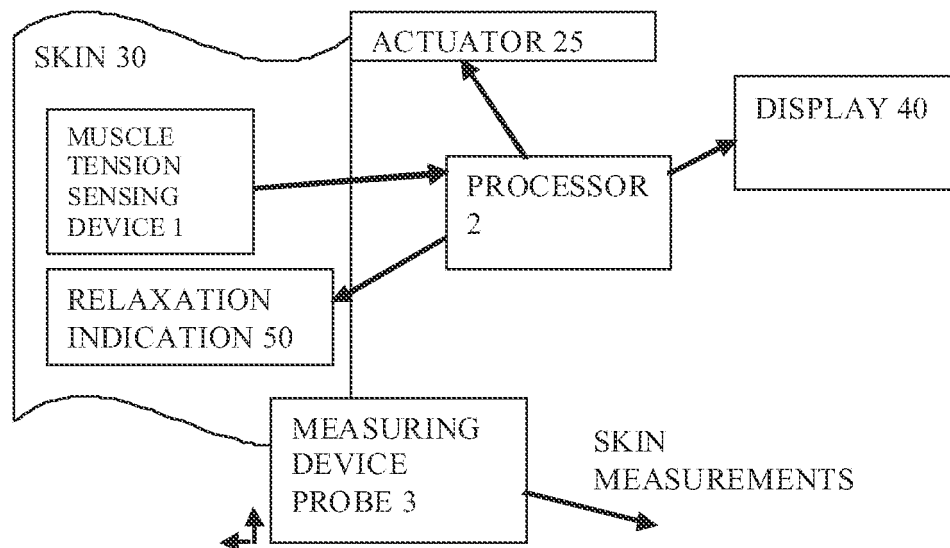 SKIN 30
ACTUATOR 25
DISPLAY 40
MUSCLE
TENSION
SENSING
DEVICE 1
PROCESSOR
2
RELAXATION
INDICATION 50
MEASURING
DEVICE
PROBE 3
SKIN
MEASUREMENTS